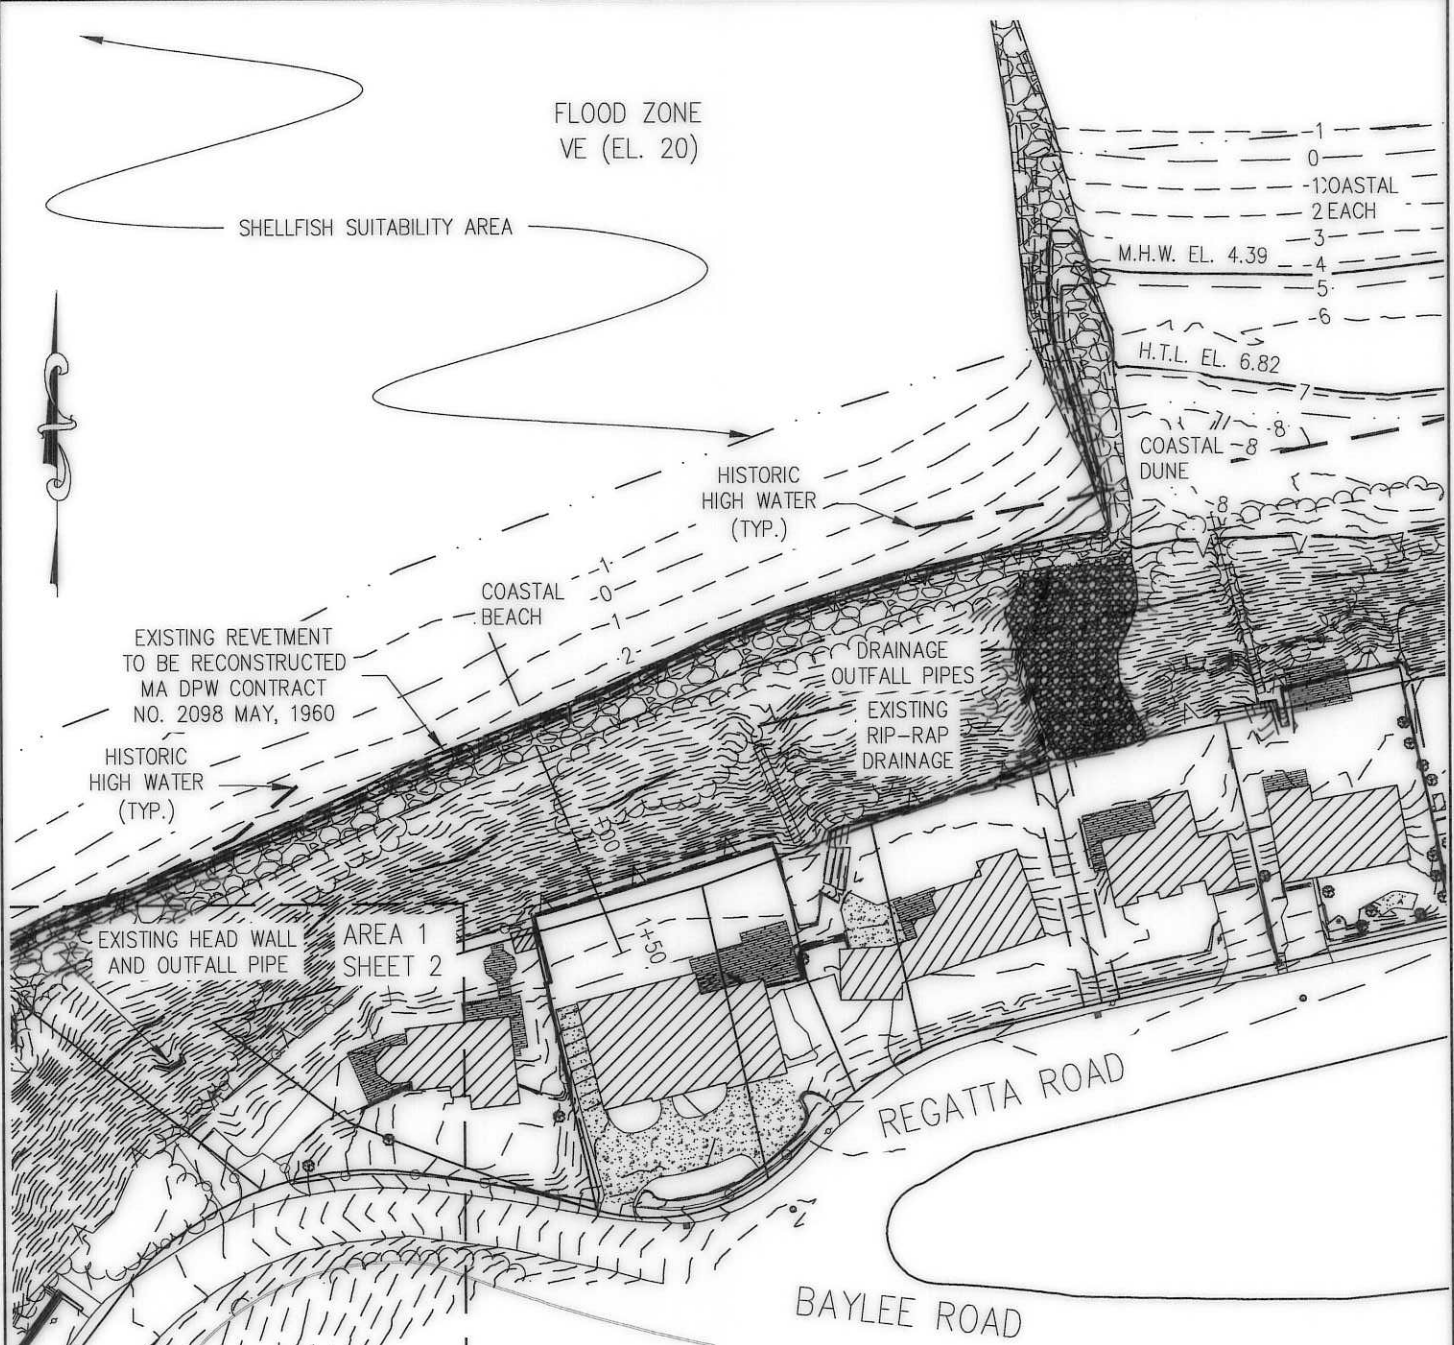 FLOOD ZONE
VE (EL. 20)
SHELLFISH SUITABILITY AREA
-1
0
-1 COASTAL
2 EACH
3
M.H.W. EL. 4.39
-4
5
-6
H.T.L. EL. 6.82
7
7
8
COASTAL -8
DUNE
8
HISTORIC
HIGH WATER
(TYP.)
-1
COASTAL -0
BEACH
1
2
EXISTING REVETMENT
TO BE RECONSTRUCTED
MA DPW CONTRACT
NO. 2098 MAY, 1960
HISTORIC
HIGH WATER
(TYP.)
DRAINAGE
OUTFALL PIPES
EXISTING
RIP-RAP
DRAINAGE
EXISTING HEAD WALL
AND OUTFALL PIPE
AREA 1
SHEET 2
1+50
REGATTA ROAD
BAYLEE ROAD